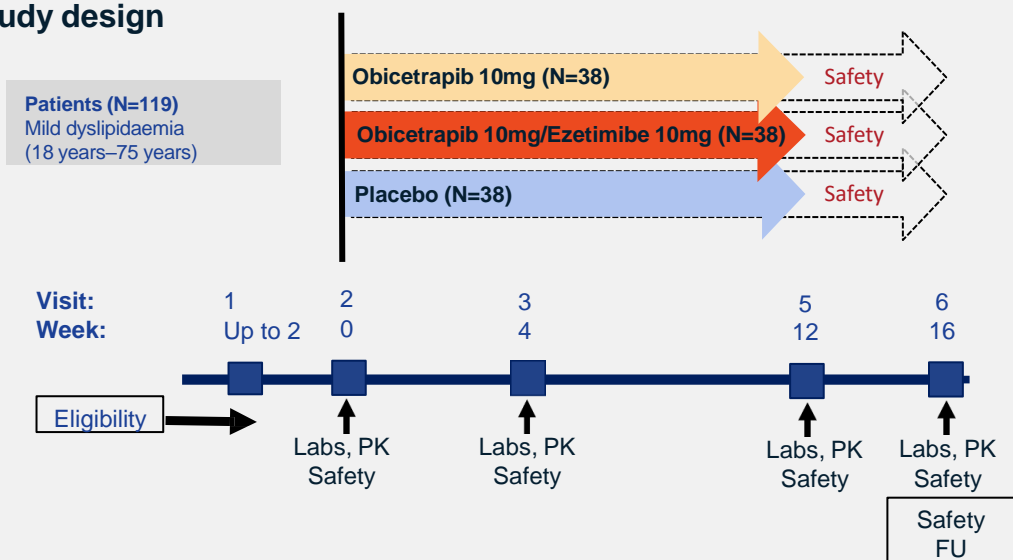 udy design
Patients (N=119)
Mild dyslipidaemia
(18 years–75 years)
Obicetrapib 10mg (N=38)
Safety
Obicetrapib 10mg/Ezetimibe 10mg (N=38)
Safety
Placebo (N=38)
Safety
Visit: 1 2 3 5 6
Week: Up to 2 0 4 12 16
Eligibility
Labs, PK
Safety
Labs, PK
Safety
Labs, PK
Safety
Labs, PK
Safety
Safety
FU